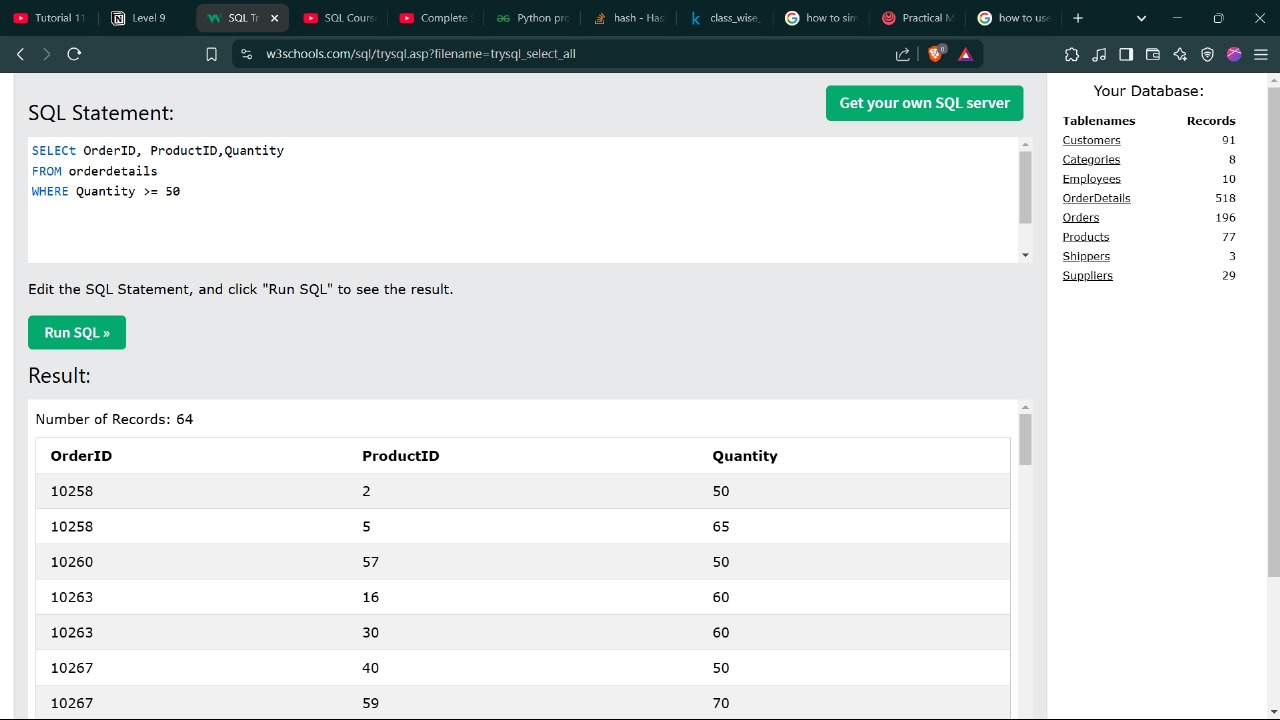 Tutorial 11
Level 9
SQL Tr
SQL Course
Complete
Python pro
hash - Has
class_wise_
how to sim
Practical M
how to use
w3schools.com/sql/trysql.asp?filename=trysql_select_all
8
SQL Statement:
Get your own SQL server
SELECt OrderID, ProductID,Quantity
FROM orderdetails
WHERE Quantity >= 50
Edit the SQL Statement, and click "Run SQL" to see the result.
Run SQL »
Result:
Number of Records: 64
OrderID ProductID Quantity
10258 2 50
10258 5 65
10260 57 50
10263 16 60
10263 30 60
10267 40 50
10267 59 70
Your Database:
Tablenames Records
Customers 91
Categories 8
Employees 10
OrderDetails 518
Orders 196
Products 77
Shippers 3
Suppliers 29